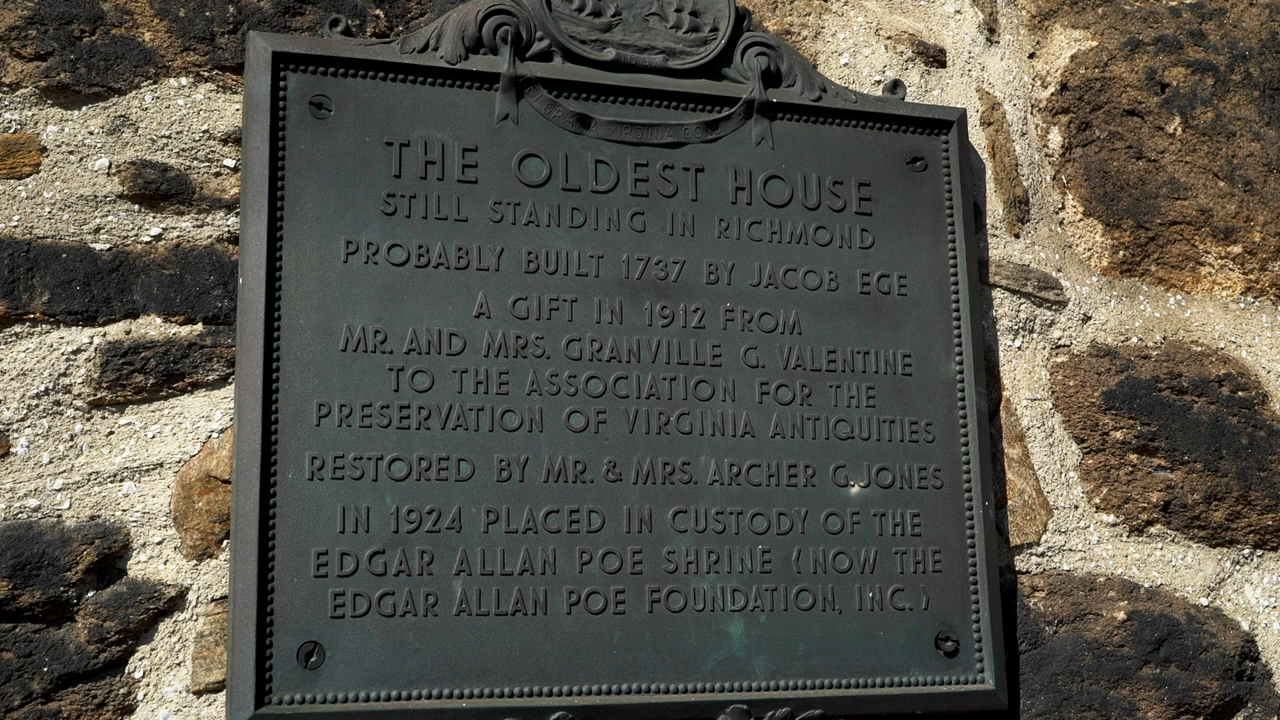 THE OLDEST HOUSE
STILL STANDING IN RICHMOND
PROBABLY BUILT 1737 BY JACOB EGE
A GIFT IN 1912 FROM
MR. AND MRS. GRANVILLE G. VALENTINE
TO THE ASSOCIATION FOR THE
PRESERVATION OF VIRGINIA ANTIQUITIES
RESTORED BY MR. & MRS. ARCHER G. JONES
IN 1924 PLACED IN CUSTODY OF THE
EDGAR ALLAN POE SHRINE (NOW THE
EDGAR ALLAN POE FOUNDATION, INC.)